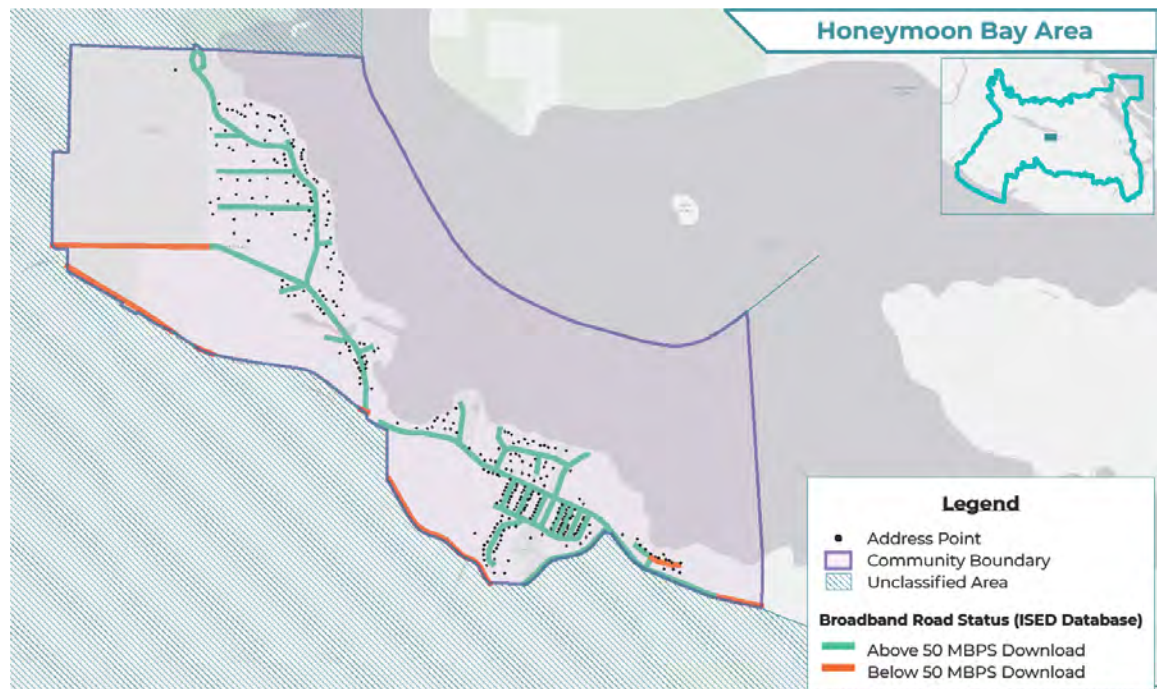 Honeymoon Bay Area
Legend
Address Point
Community Boundary
Unclassified Area
Broadband Road Status (ISED Database)
Above 50 MBPS Download
Below 50 MBPS Download